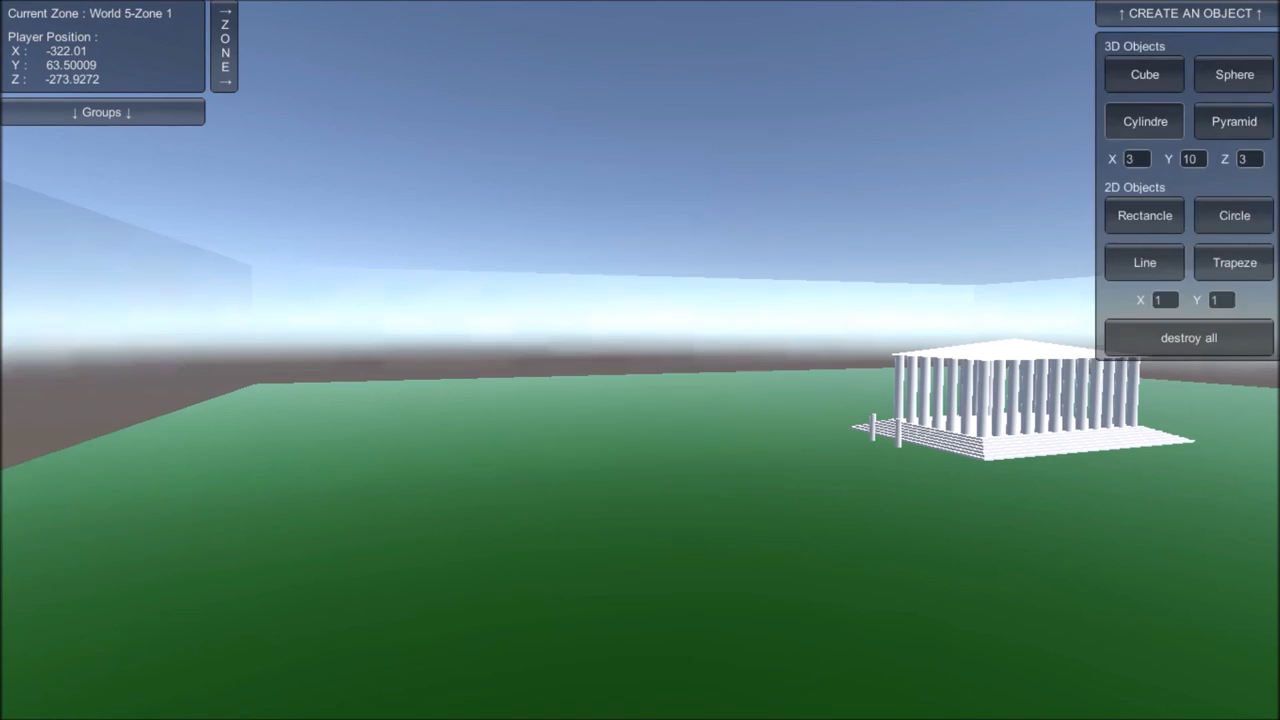 Current Zone : World 5-Zone 1
Player Position :
X : -322.01
Y : 63.50009
Z : -273.9272
↓ Groups ↓
→ ZONE →
↑ CREATE AN OBJECT ↑
3D Objects
Cube Sphere
Cylindre Pyramid
X 3 Y 10 Z 3
2D Objects
Rectancle Circle
Line Trapeze
X 1 Y 1
destroy all